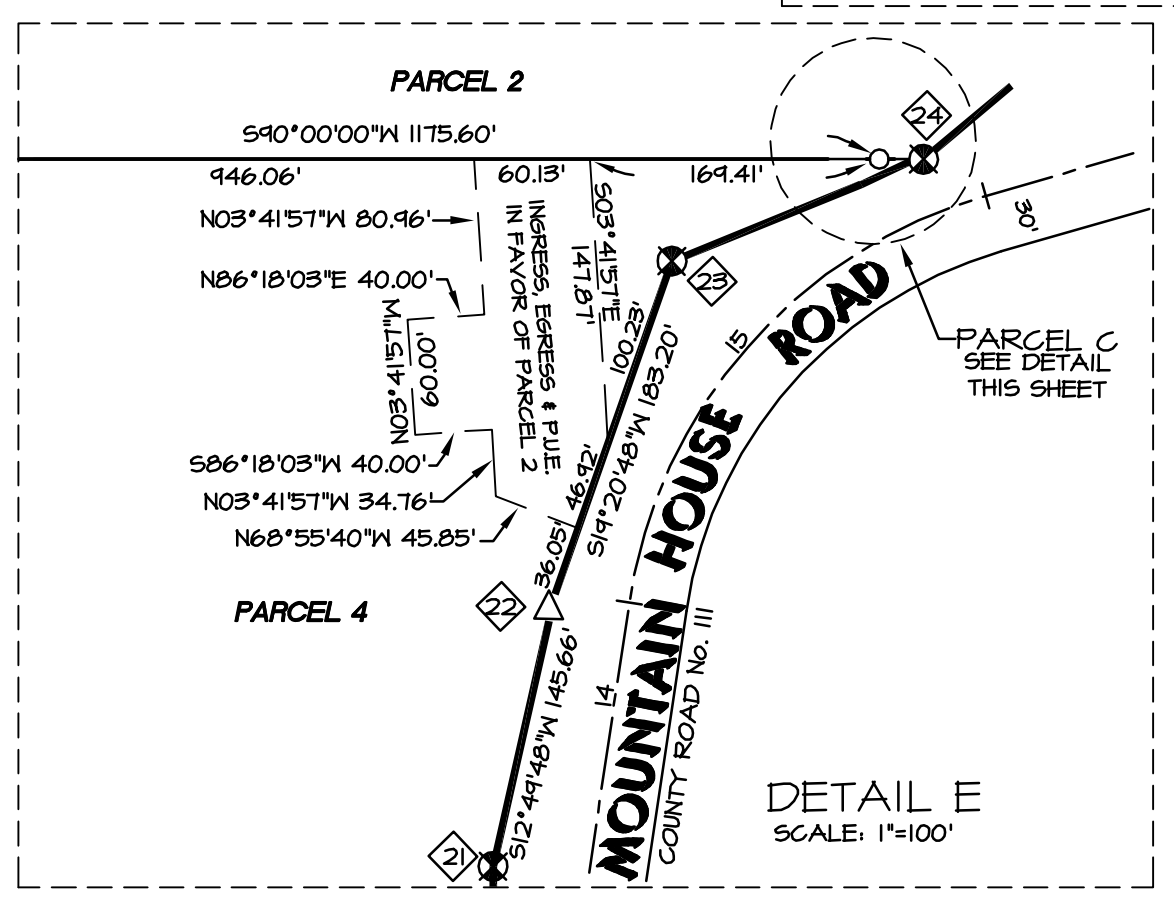 PARCEL 2
S90°00'00"W 1175.60'
946.06'
60.13'
169.41'
24
N03°41'57"W 80.96'
N86°18'03"E 40.00'
N03°41'57"W
60.00'
INGRESS, EGRESS & P.U.E.
IN FAVOR OF PARCEL 2
S03°41'57"E
147.87'
100.23'
S19°20'48"W 183.20'
46.92'
36.05'
23
15
30'
PARCEL C
SEE DETAIL
THIS SHEET
S86°18'03"W 40.00'
N03°41'57"W 34.76'
N68°55'40"W 45.85'
PARCEL 4
22
S12°49'48"W 145.66'
14
MOUNTAIN HOUSE ROAD
COUNTY ROAD No. 111
21
DETAIL E
SCALE: 1"=100'